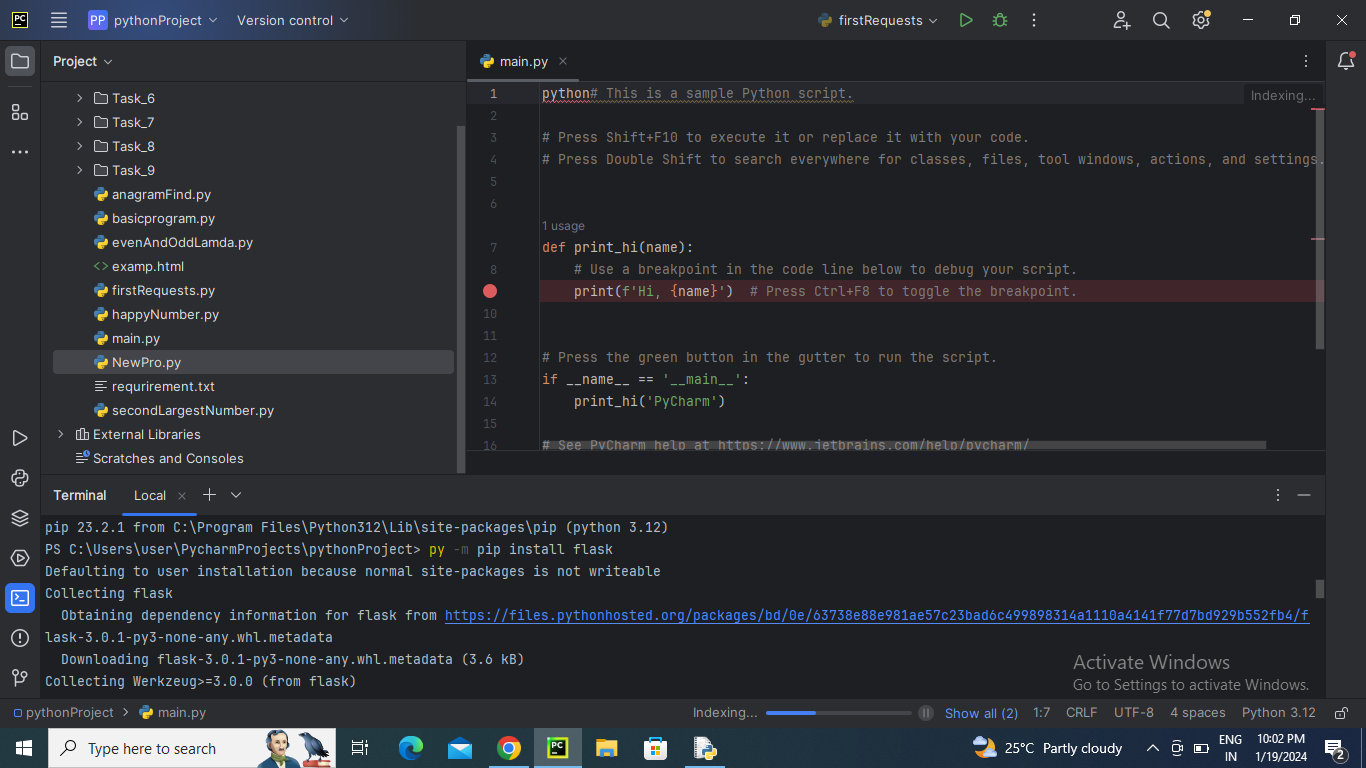 PC
PP pythonProject
Version control
firstRequests
Project
main.py
Task_6
Task_7
Task_8
Task_9
anagramFind.py
basicprogram.py
evenAndOddLamda.py
examp.html
firstRequests.py
happyNumber.py
main.py
NewPro.py
requrirement.txt
secondLargestNumber.py
External Libraries
Scratches and Consoles
Indexing...
1 python# This is a sample Python script.
2
3 # Press Shift+F10 to execute it or replace it with your code.
4 # Press Double Shift to search everywhere for classes, files, tool windows, actions, and settings.
5
6
1 usage
7 def print_hi(name):
8 # Use a breakpoint in the code line below to debug your script.
print(f'Hi, {name}') # Press Ctrl+F8 to toggle the breakpoint.
10
11
12 # Press the green button in the gutter to run the script.
13 if __name__ == '__main__':
14 print_hi('PyCharm')
15
16 # See PyCharm help at https://www.jetbrains.com/help/pycharm/
Terminal
Local
pip 23.2.1 from C:\Program Files\Python312\Lib\site-packages\pip (python 3.12)
PS C:\Users\user\PycharmProjects\pythonProject> py -m pip install flask
Defaulting to user installation because normal site-packages is not writeable
Collecting flask
Obtaining dependency information for flask from https://files.pythonhosted.org/packages/bd/0e/63738e88e981ae57c23bad6c499898314a1110a4141f77d7bd929b552fb4/f
lask-3.0.1-py3-none-any.whl.metadata
Downloading flask-3.0.1-py3-none-any.whl.metadata (3.6 kB)
Collecting Werkzeug>=3.0.0 (from flask)
Activate Windows
Go to Settings to activate Windows.
pythonProject
main.py
Indexing...
Show all (2)
1:7
CRLF
UTF-8
4 spaces
Python 3.12
Type here to search
PC
25°C Partly cloudy
ENG
IN
10:02 PM
1/19/2024
2